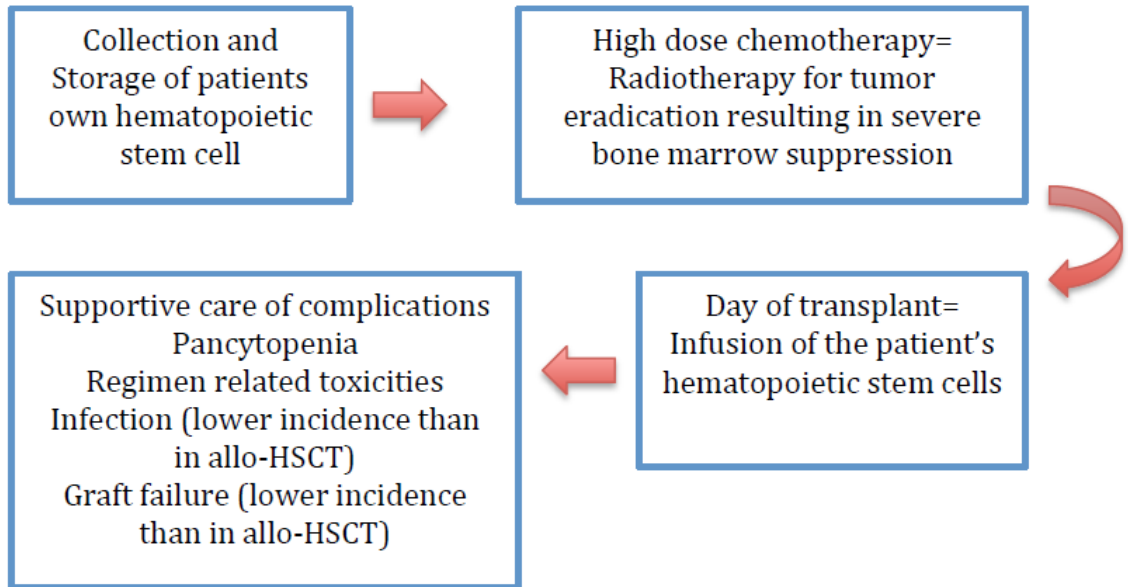 Collection and
Storage of patients
own hematopoietic
stem cell
High dose chemotherapy=
Radiotherapy for tumor
eradication resulting in severe
bone marrow suppression
Day of transplant=
Infusion of the patient’s
hematopoietic stem cells
Supportive care of complications
Pancytopenia
Regimen related toxicities
Infection (lower incidence than
in allo-HSCT)
Graft failure (lower incidence
than in allo-HSCT)